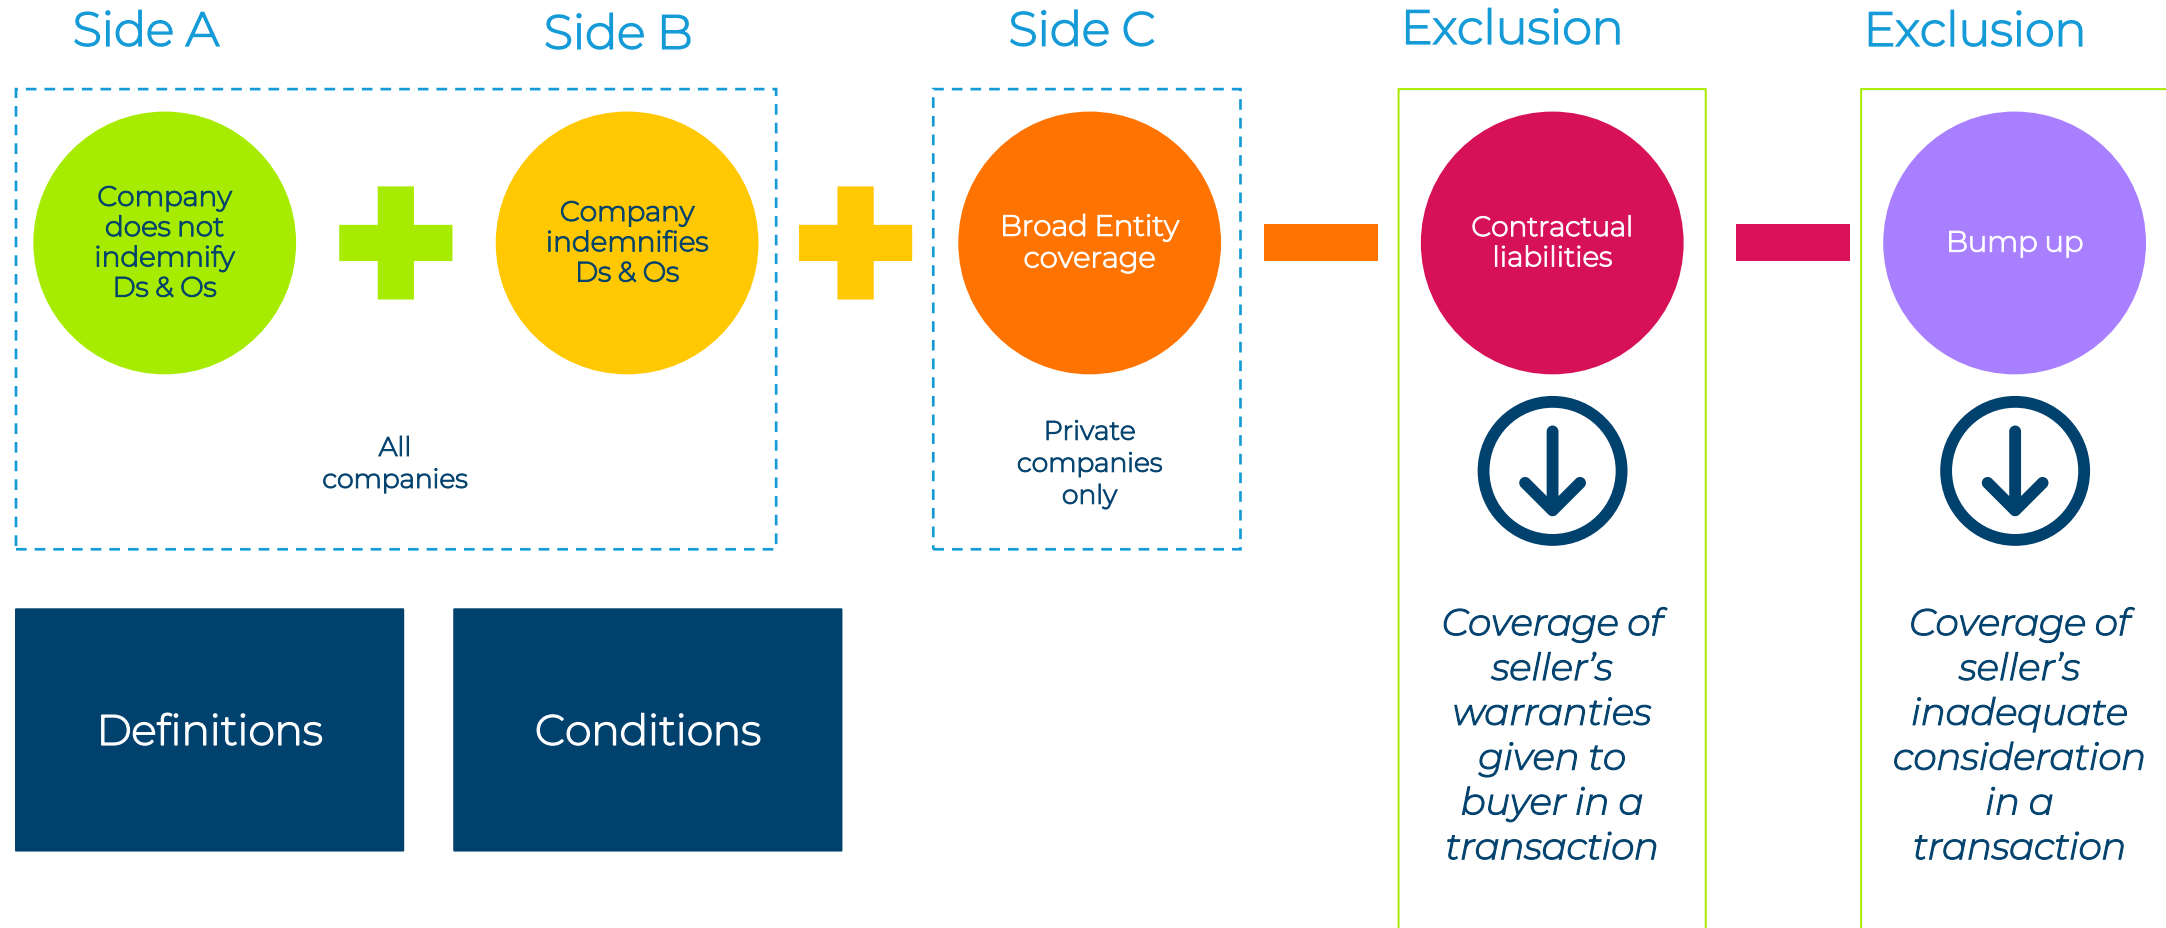 Side A
Side B
Side C
Exclusion
Exclusion
Company
does not
indemnify
Ds & Os
Company
indemnifies
Ds & Os
Broad Entity
coverage
Contractual
liabilities
Bump up
All
companies
Private
companies
only
Definitions
Conditions
Coverage of
seller’s
warranties
given to
buyer in a
transaction
Coverage of
seller’s
inadequate
consideration
in a
transaction